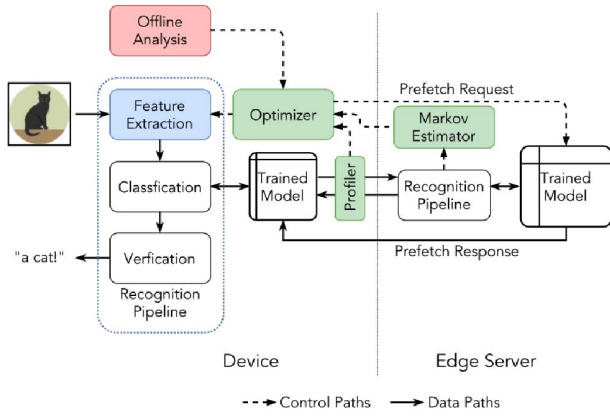 Offline
Analysis
Prefetch Request
Feature
Extraction
Optimizer
Markov
Estimator
Classfication
Trained
Model
Profiler
Recognition
Pipeline
Trained
Model
"a cat!"
Verfication
Prefetch Response
Recognition
Pipeline
Device
Edge Server
Control Paths
Data Paths